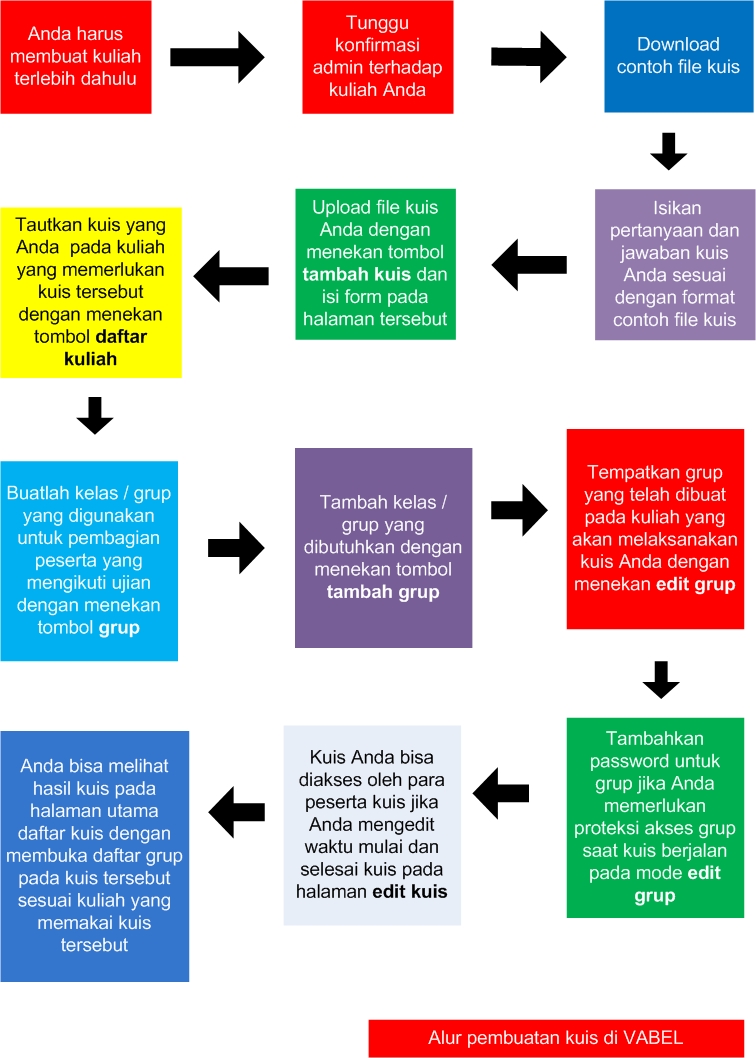 Anda harus
membuat kuliah
terlebih dahulu
Tunggu
konfirmasi
admin terhadap
kuliah Anda
Download
contoh file kuis
Isikan
pertanyaan dan
jawaban kuis
Anda sesuai
dengan format
contoh file kuis
Upload file kuis
Anda dengan
menekan tombol
tambah kuis dan
isi form pada
halaman tersebut
Tautkan kuis yang
Anda  pada kuliah
yang memerlukan
kuis tersebut
dengan menekan
tombol daftar
kuliah
Buatlah kelas / grup
yang digunakan
untuk pembagian
peserta yang
mengikuti ujian
dengan menekan
tombol grup
Tambah kelas /
grup yang
dibutuhkan dengan
menekan tombol
tambah grup
Tempatkan grup
yang telah dibuat
pada kuliah yang
akan melaksanakan
kuis Anda dengan
menekan edit grup
Tambahkan
password untuk
grup jika Anda
memerlukan
proteksi akses grup
saat kuis berjalan
pada mode edit
grup
Kuis Anda bisa
diakses oleh para
peserta kuis jika
Anda mengedit
waktu mulai dan
selesai kuis pada
halaman edit kuis
Anda bisa melihat
hasil kuis pada
halaman utama
daftar kuis dengan
membuka daftar grup
pada kuis tersebut
sesuai kuliah yang
memakai kuis
tersebut
Alur pembuatan kuis di VABEL